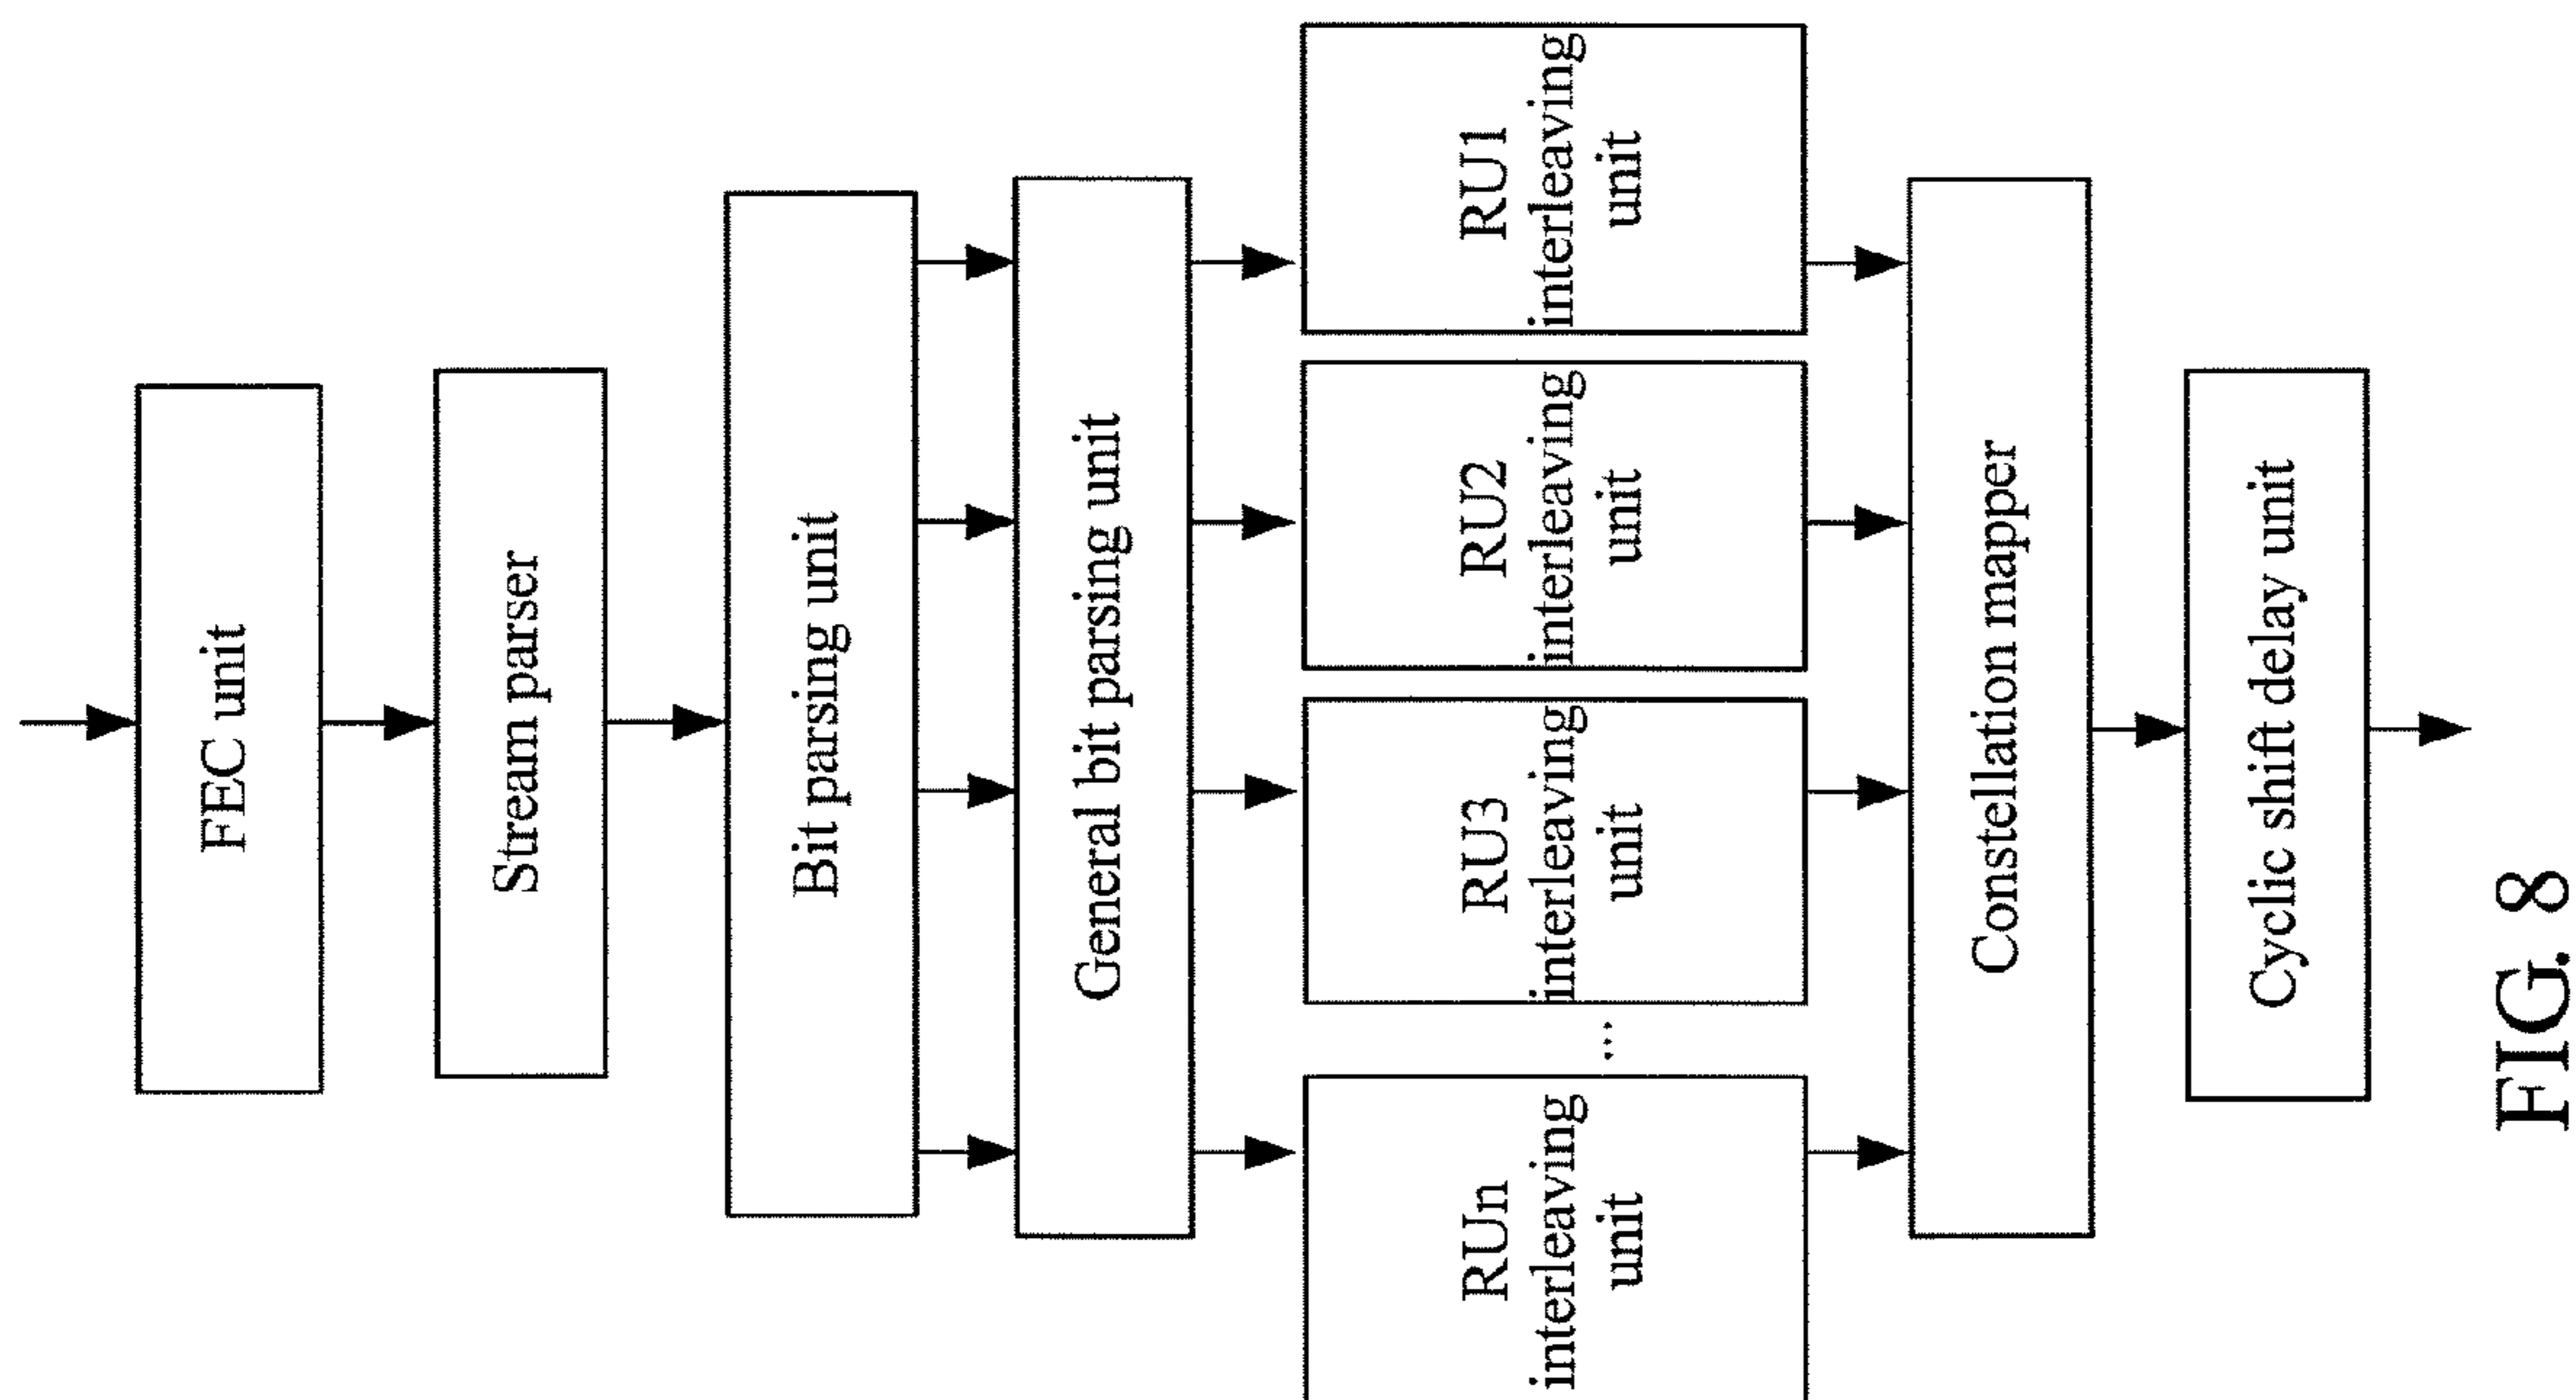 FEC unit
Stream parser
Bit parsing unit
General bit parsing unit
RU1
interleaving
unit
RU2
interleaving
unit
RU3
interleaving
unit
...
RUn
interleaving
unit
Constellation mapper
Cyclic shift delay unit
FIG. 8